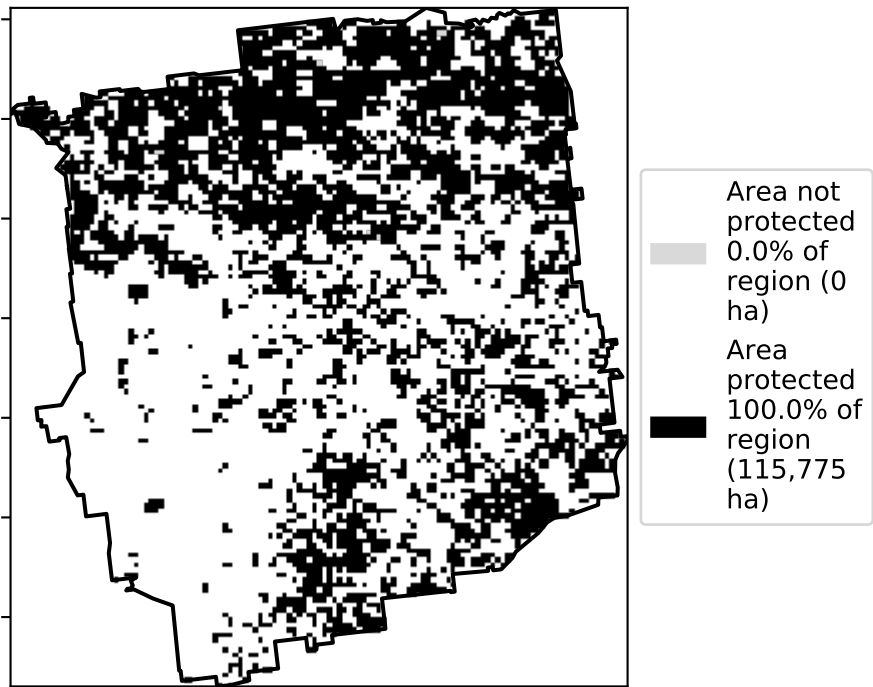 Area not
protected
0.0% of
region (0
ha)
Area
protected
100.0% of
region
(115,775
ha)